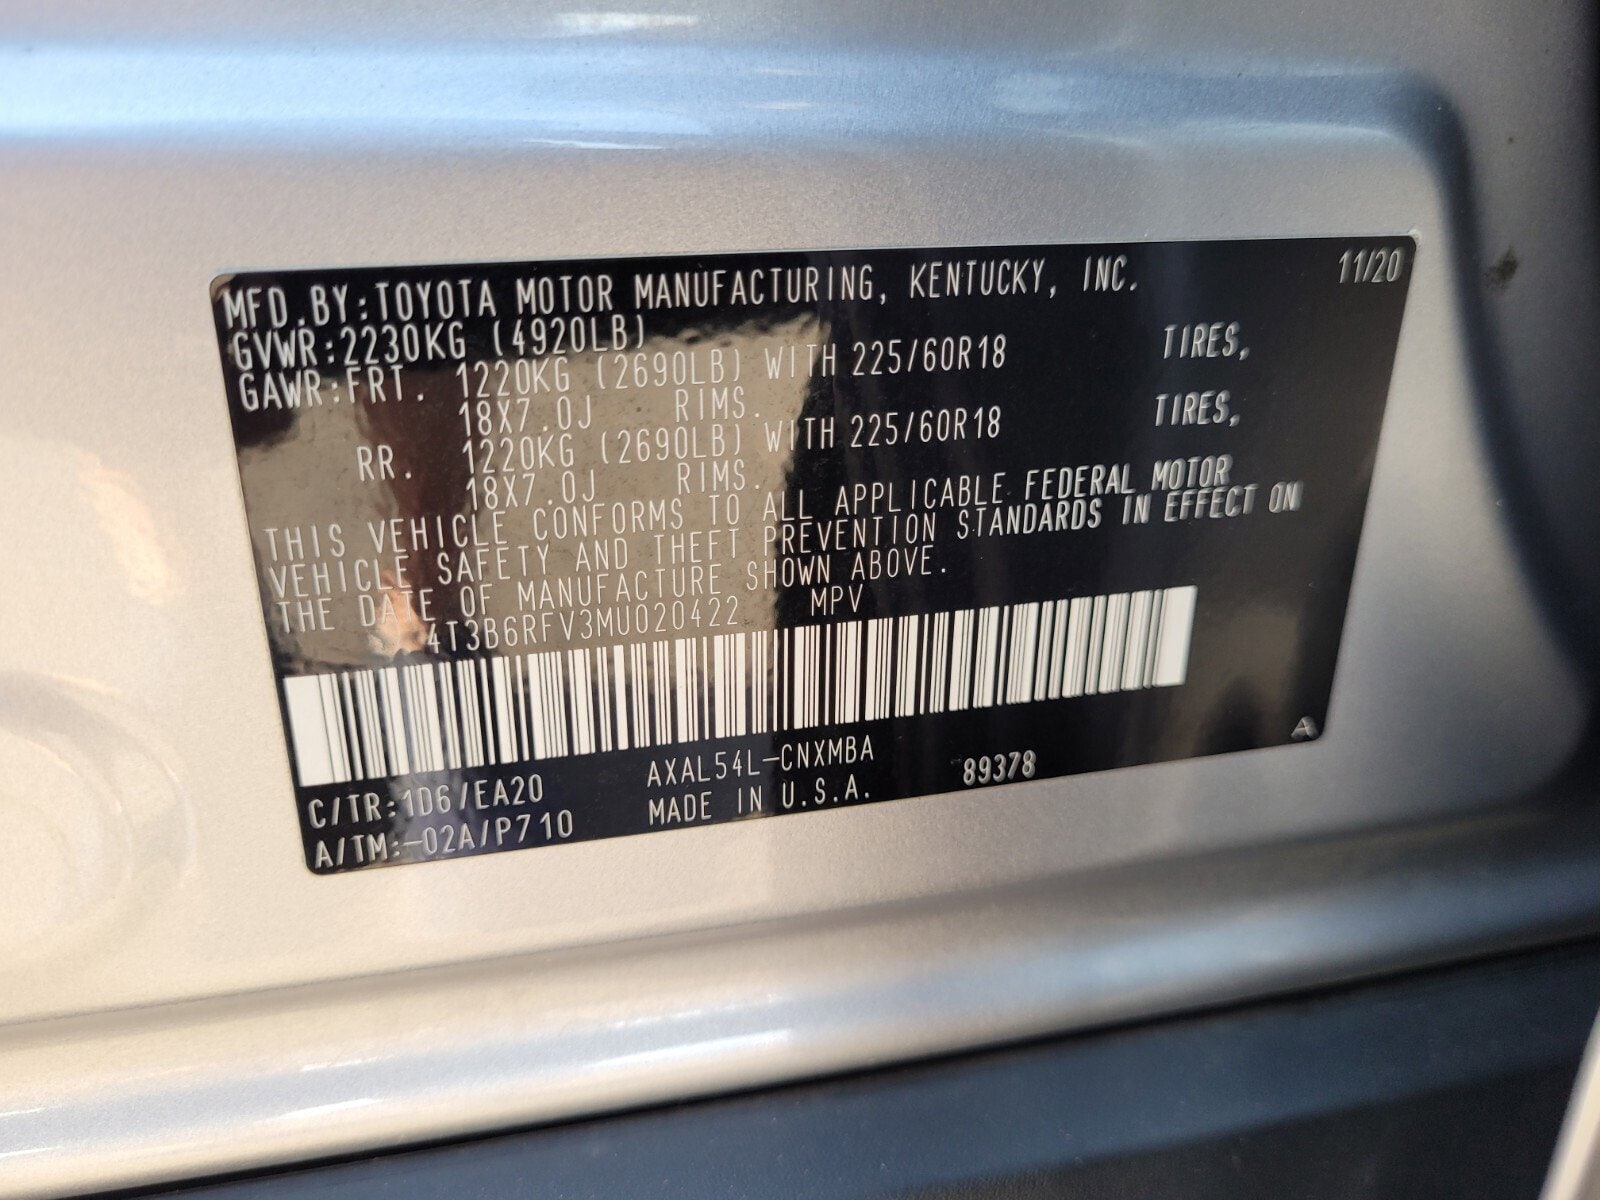 MFD.BY:TOYOTA MOTOR MANUFACTURING, KENTUCKY, INC. 11/20
GVWR:2230KG (4920LB)
GAWR:FRT. 1220KG (2690LB) WITH 225/60R18 TIRES,
18X7.0J RIMS.
RR. 1220KG (2690LB) WITH 225/60R18 TIRES,
18X7.0J RIMS.
THIS VEHICLE CONFORMS TO ALL APPLICABLE FEDERAL MOTOR
VEHICLE SAFETY AND THEFT PREVENTION STANDARDS IN EFFECT ON
THE DATE OF MANUFACTURE SHOWN ABOVE.
4T3B6RFV3MU020422 MPV
C/TR:1D6/EA20 AXAL54L-CNXMBA 89378 A
A/TM:-02A/P710 MADE IN U.S.A.